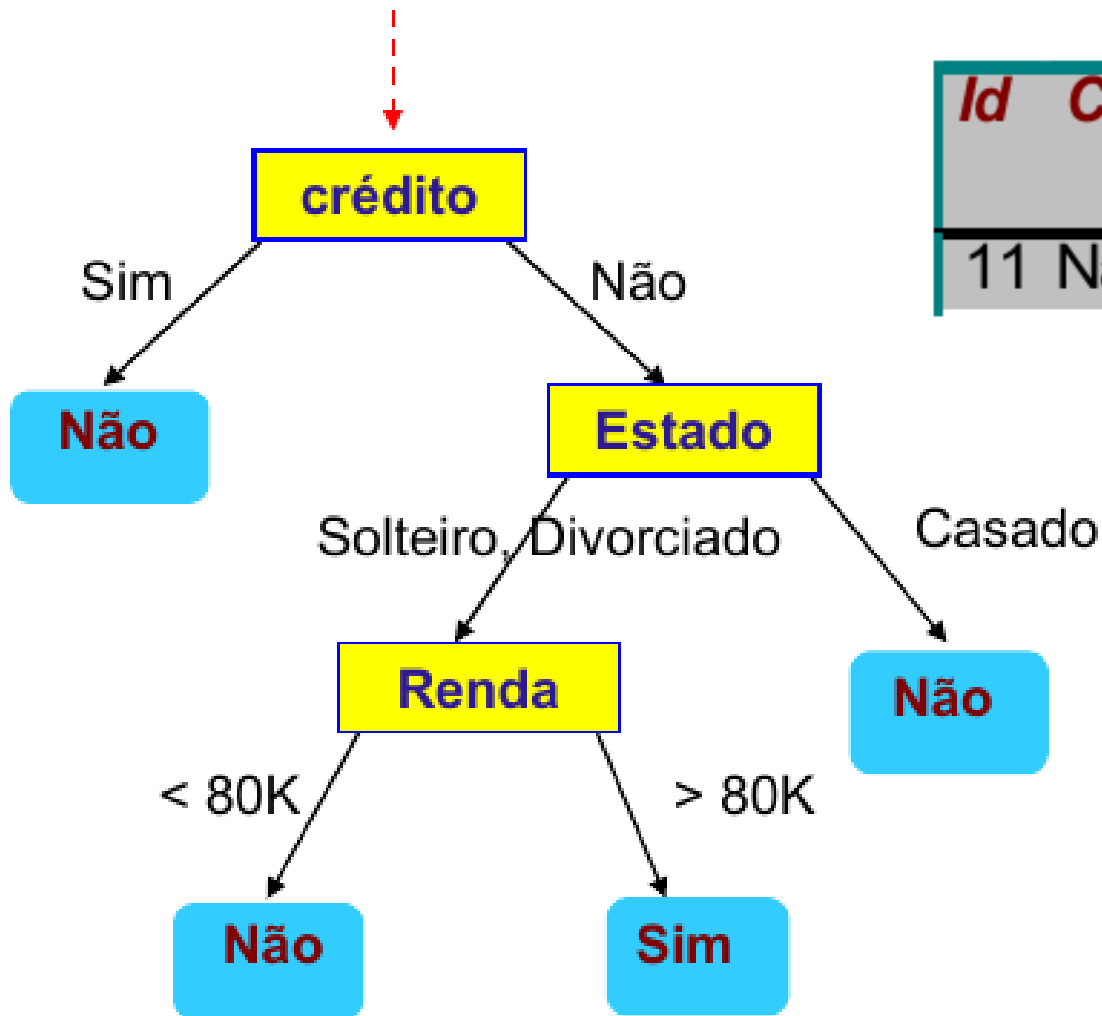 Id
crédito
Sim
Não
11
Não
Estado
Solteiro, Divorciado
Casado
Renda
Não
< 80K
> 80K
Não
Sim